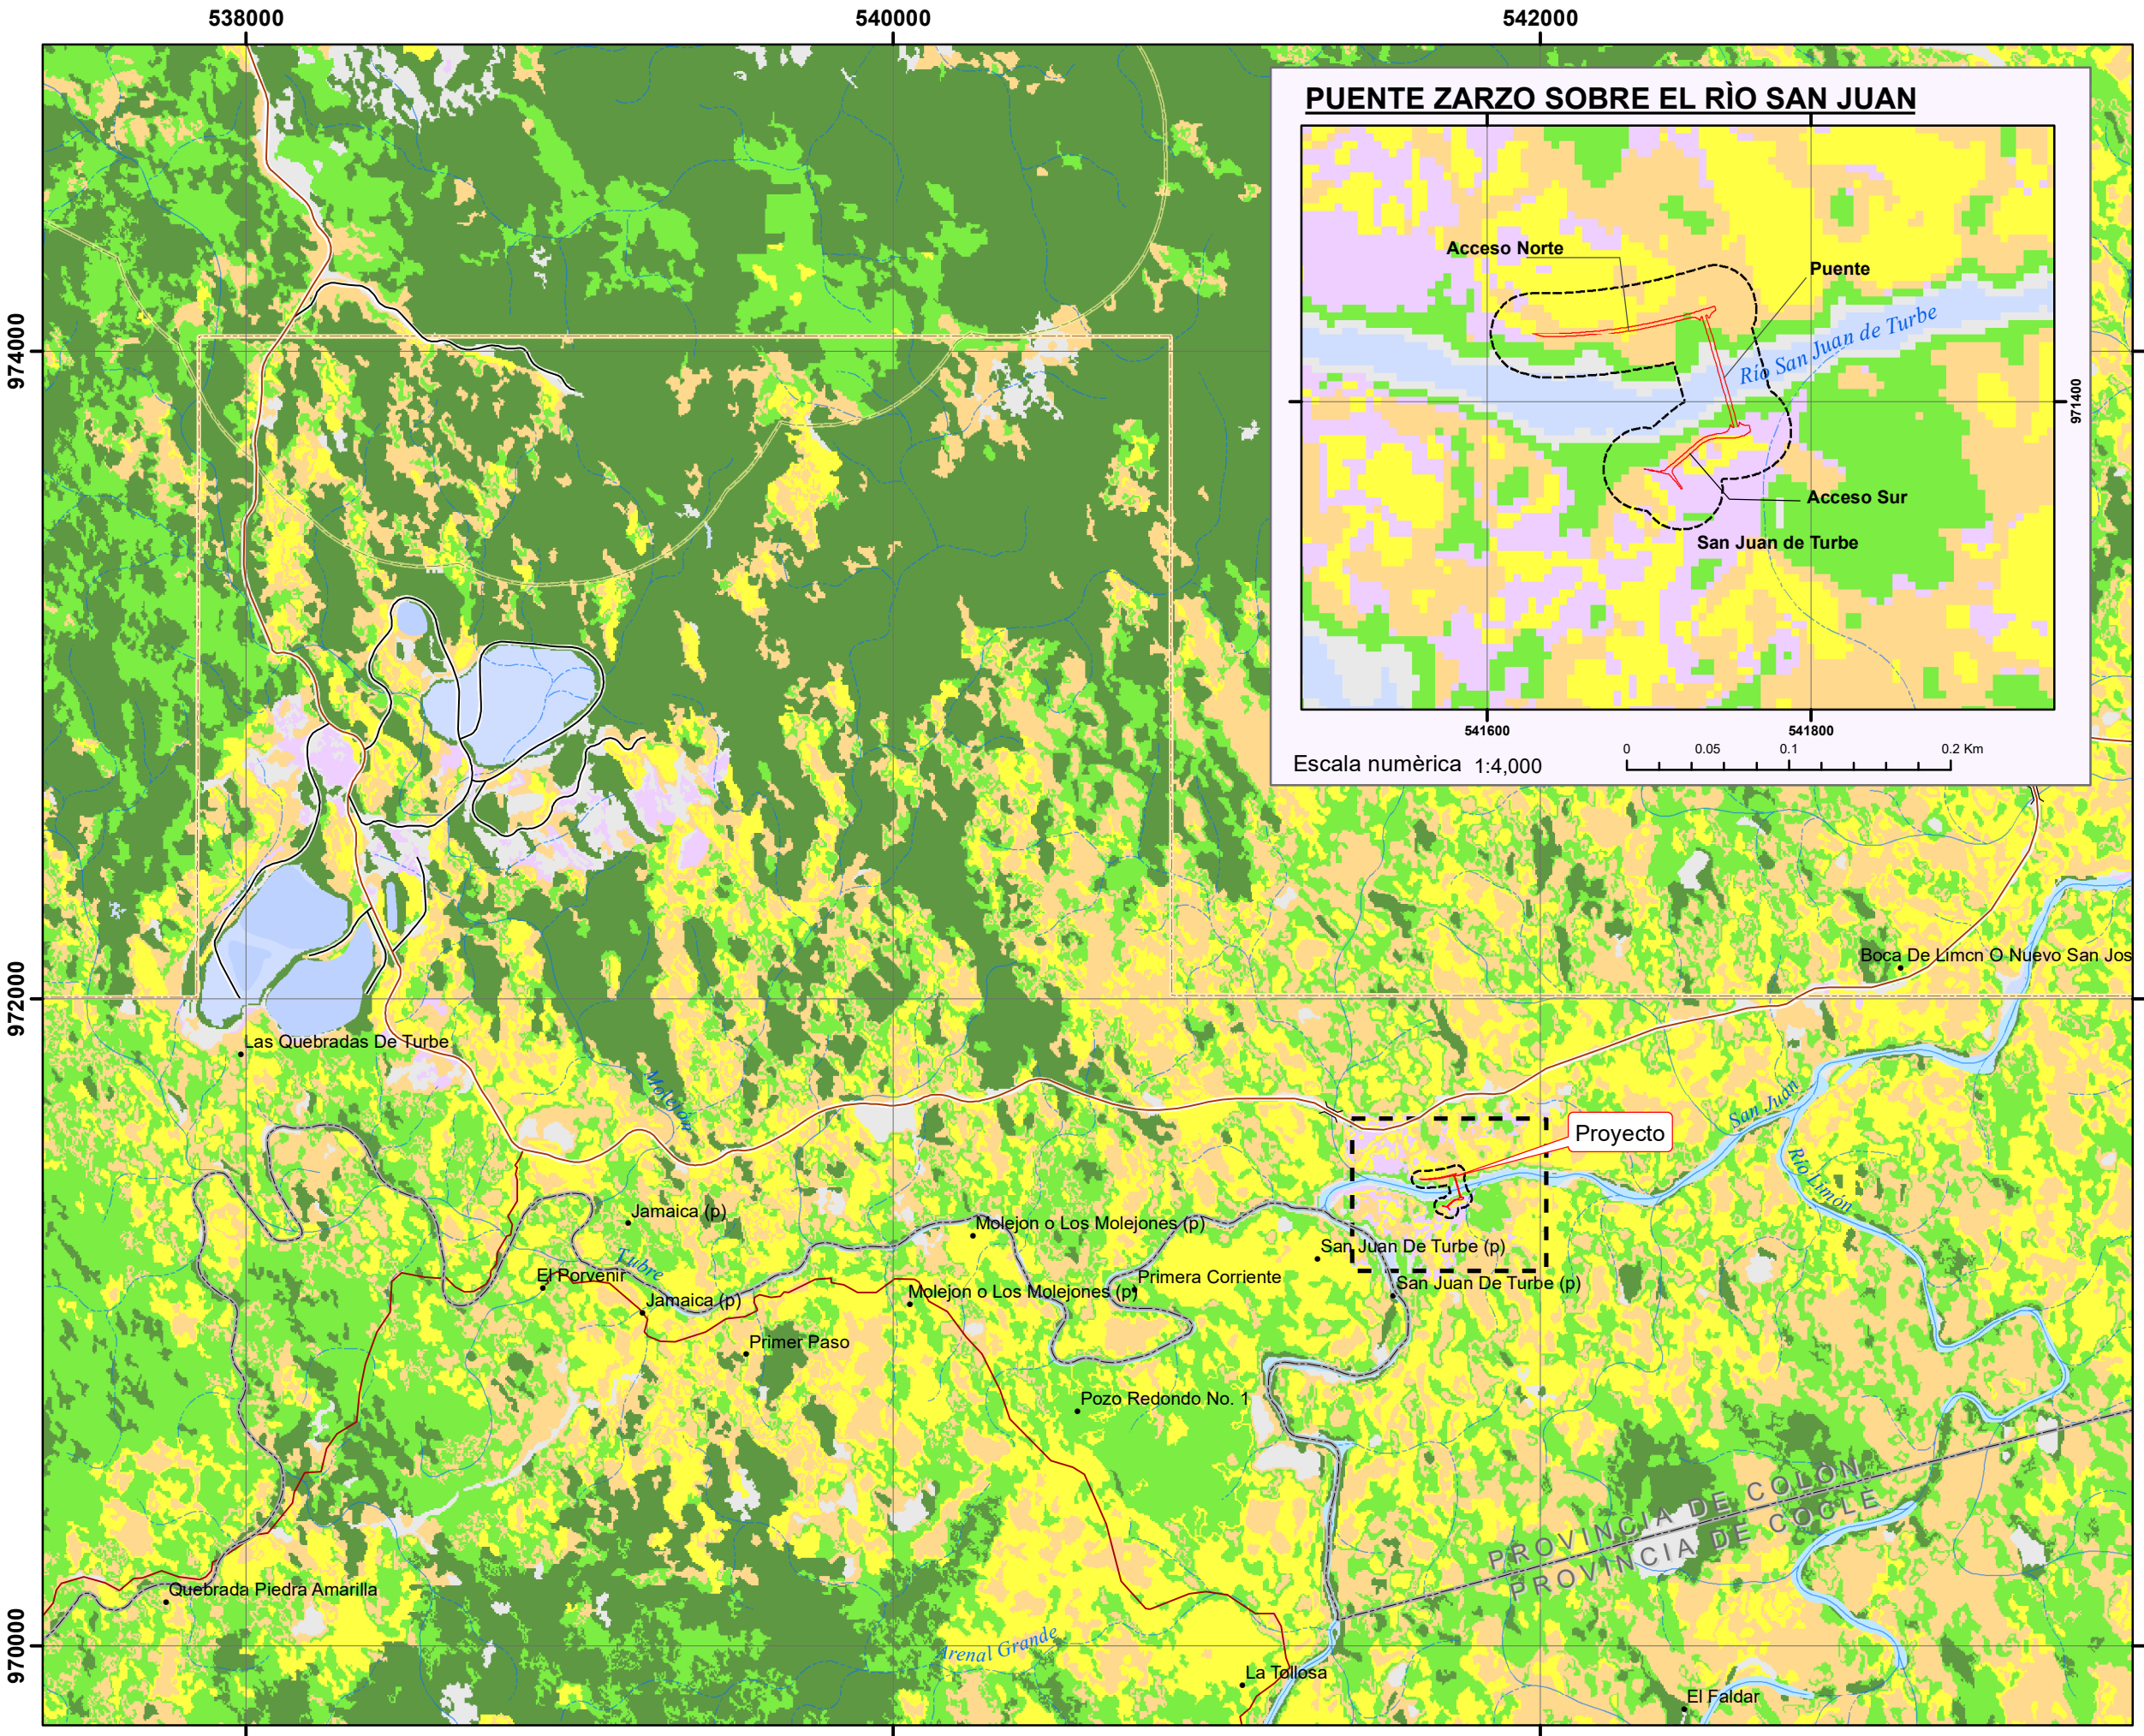 538000
540000
542000
974000
972000
970000
PUENTE ZARZO SOBRE EL RÌO SAN JUAN
Acceso Norte
Puente
Río San Juan de Turbe
971400
Acceso Sur
San Juan de Turbe
541600
541800
Escala numèrica 1:4,000
0 0.05 0.1 0.2 Km
Boca De Limcn O Nuevo San Jos
Las Quebradas De Turbe
Molejón
San Juan
Proyecto
Río Limón
Jamaica (p)
Molejon o Los Molejones (p)
San Juan De Turbe (p)
Tubre
El Porvenir
Primera Corriente
San Juan De Turbe (p)
Jamaica (p)
Molejon o Los Molejones (p)
Primer Paso
Pozo Redondo No. 1
PROVINCIA DE COLÒN
PROVINCIA DE COCLÈ
Quebrada Piedra Amarilla
Arenal Grande
La Tollosa
El Faldar